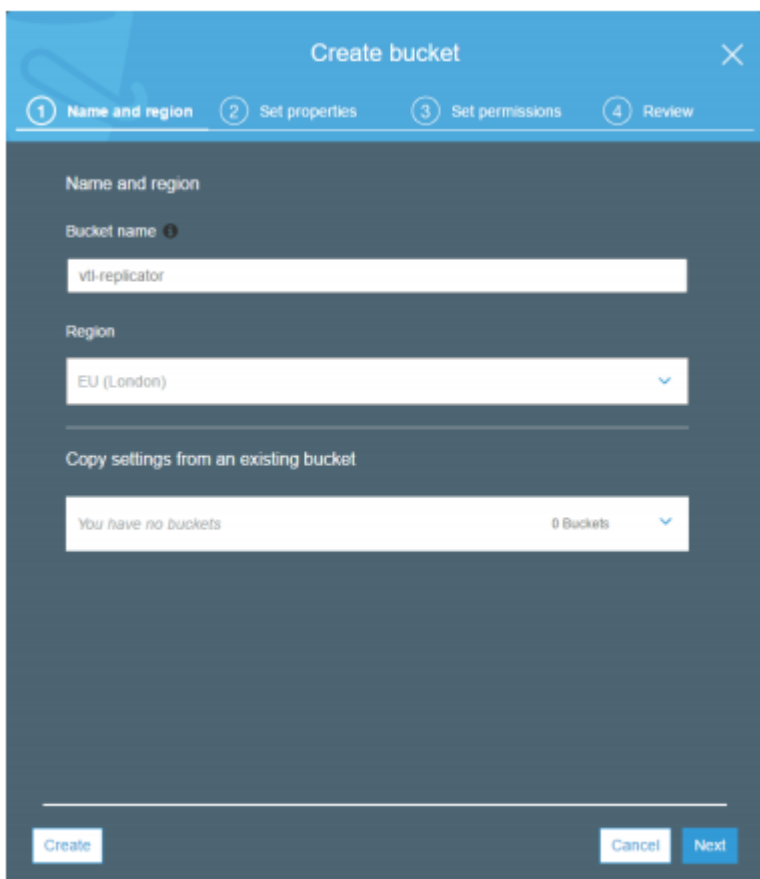 Create bucket
1 Name and region 2 Set properties 3 Set permissions 4 Review
Name and region
Bucket name
vtl-replicator
Region
EU (London)
Copy settings from an existing bucket
You have no buckets 0 Buckets
Create Cancel Next